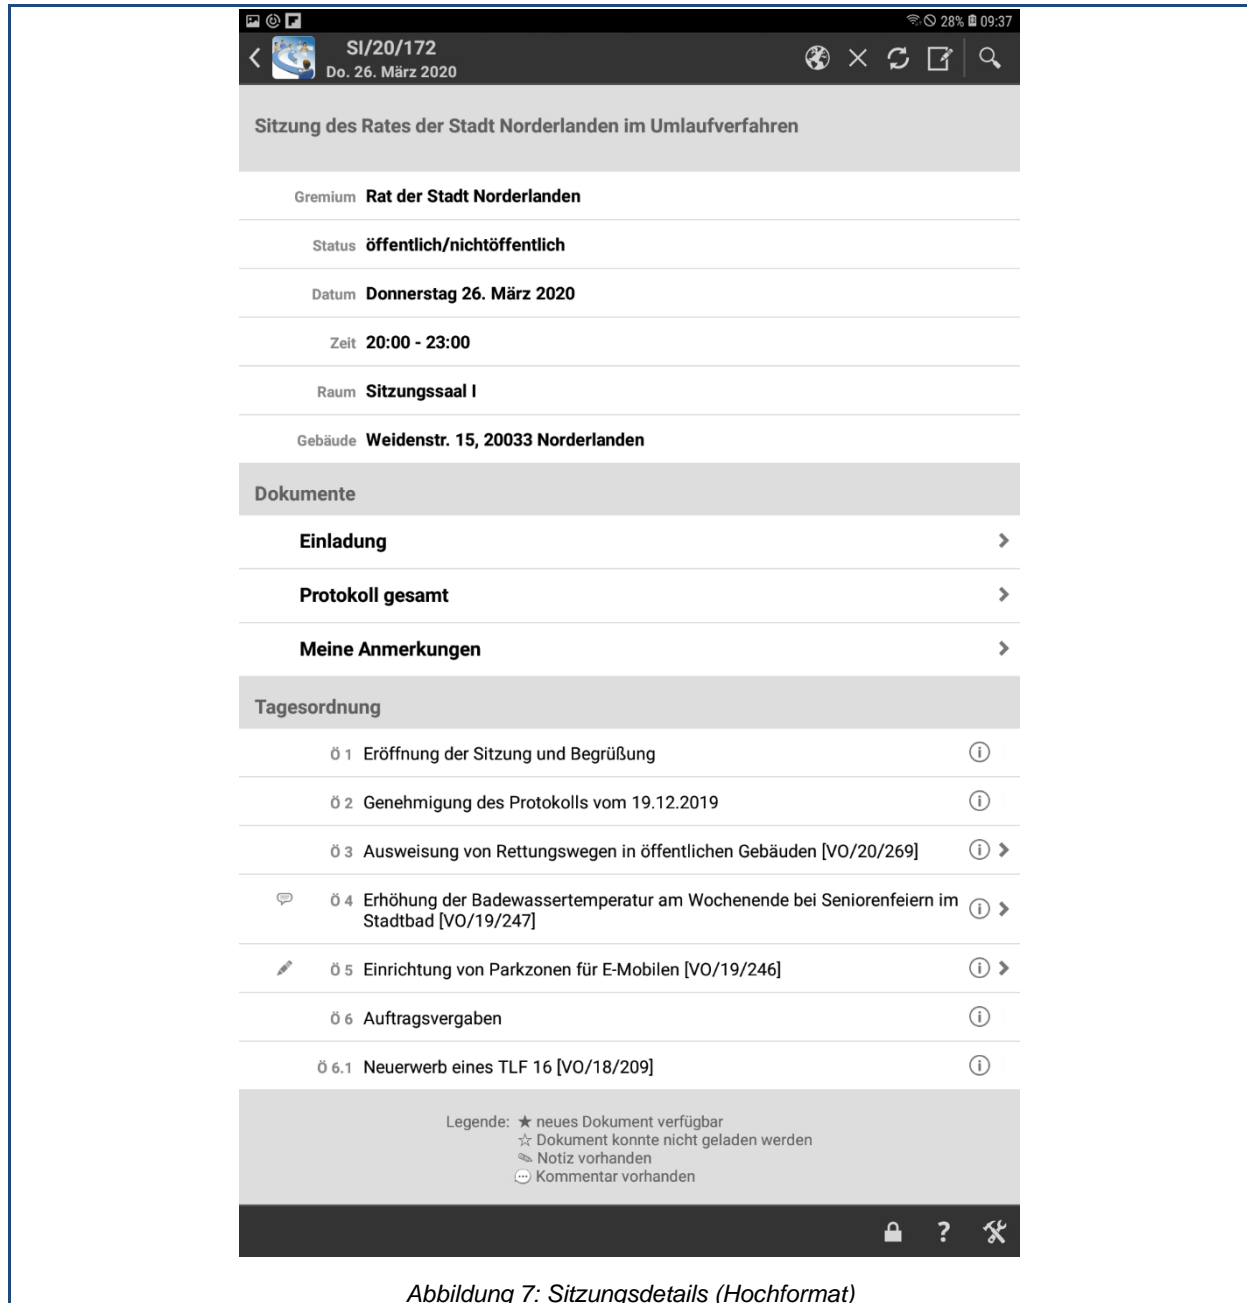 28% 09:37
SI/20/172
Do. 26. März 2020
Sitzung des Rates der Stadt Norderlanden im Umlaufverfahren
Gremium Rat der Stadt Norderlanden
Status öffentlich/nichtöffentlich
Datum Donnerstag 26. März 2020
Zeit 20:00 - 23:00
Raum Sitzungssaal I
Gebäude Weidenstr. 15, 20033 Norderlanden
Dokumente
Einladung
Protokoll gesamt
Meine Anmerkungen
Tagesordnung
Ö 1 Eröffnung der Sitzung und Begrüßung
Ö 2 Genehmigung des Protokolls vom 19.12.2019
Ö 3 Ausweisung von Rettungswegen in öffentlichen Gebäuden [VO/20/269]
Ö 4 Erhöhung der Badewassertemperatur am Wochenende bei Seniorenfeiern im
Stadtbad [VO/19/247]
Ö 5 Einrichtung von Parkzonen für E-Mobilen [VO/19/246]
Ö 6 Auftragsvergaben
Ö 6.1 Neuerwerb eines TLF 16 [VO/18/209]
Legende: ★ neues Dokument verfügbar
☆ Dokument konnte nicht geladen werden
Notiz vorhanden
Kommentar vorhanden
?
Abbildung 7: Sitzungsdetails (Hochformat)